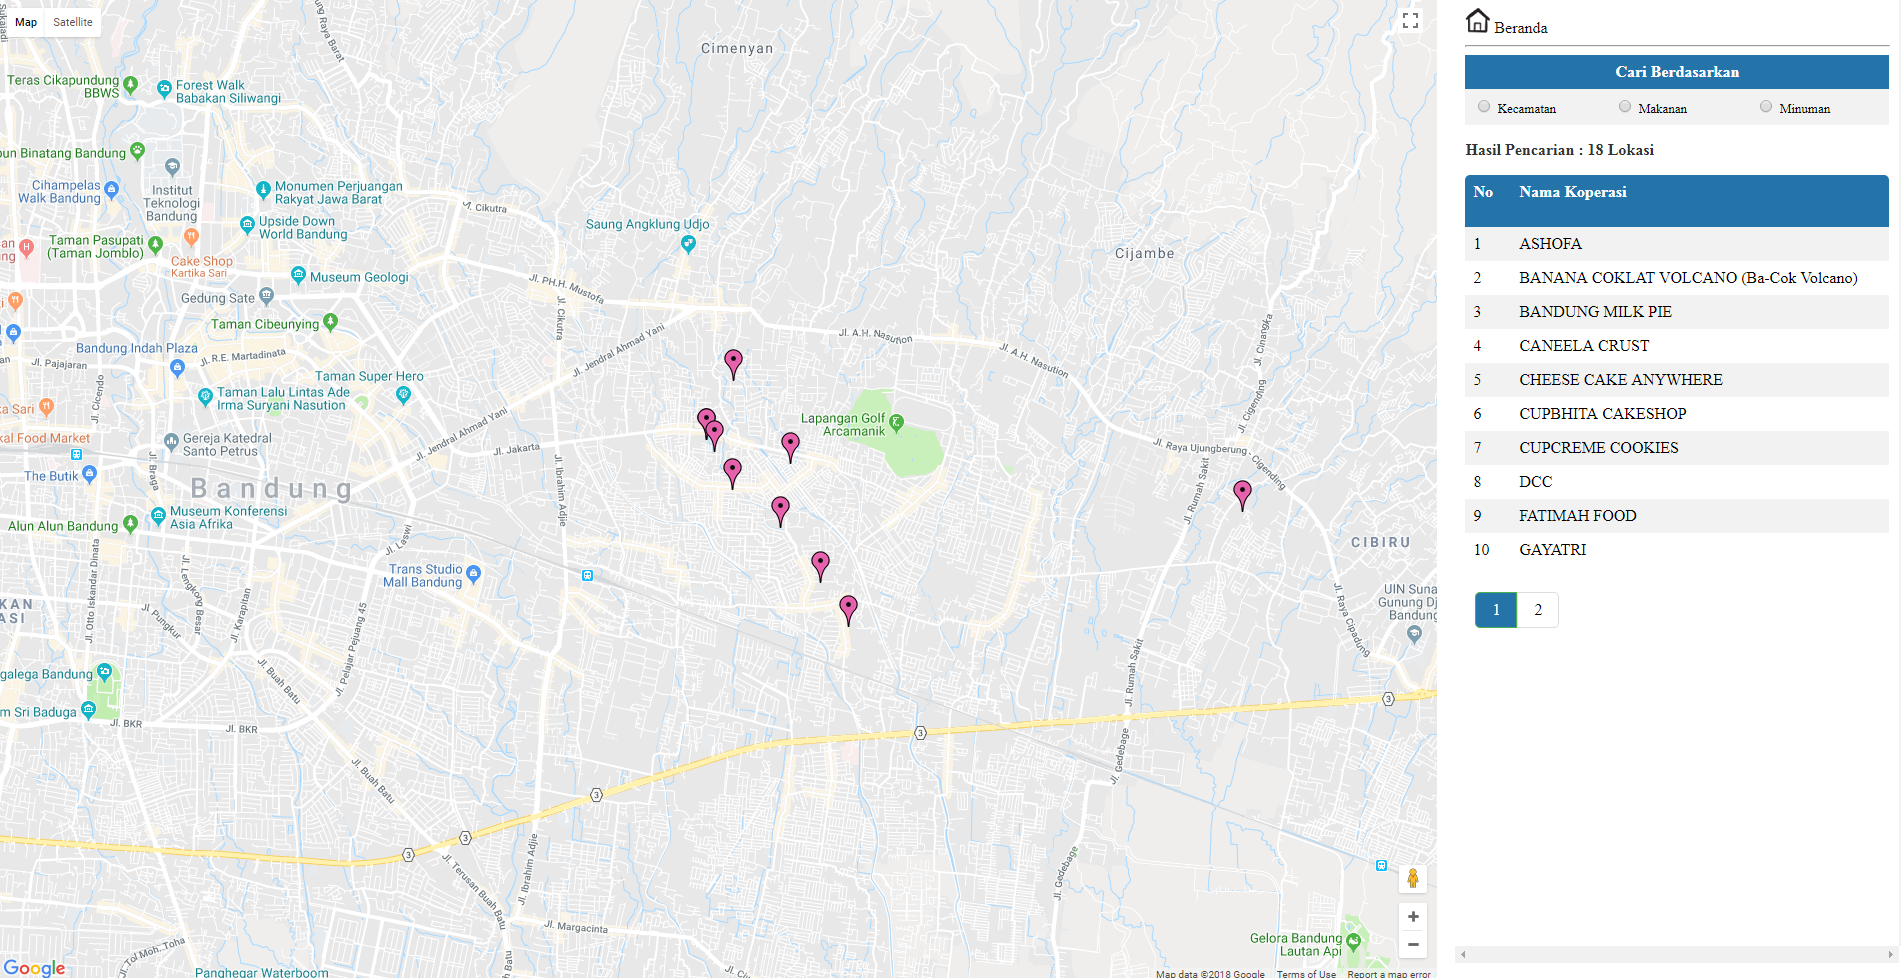 Map
Satellite
Cimenyan
Teras Cikapundung
BBWS
Forest Walk
Babakan Siliwangi
un Binatang Bandung
Cihampelas
Walk Bandung
Institut
Teknologi
Bandung
Monumen Perjuangan
Rakyat Jawa Barat
Upside Down
World Bandung
Jl. Cikutra
Saung Angklung Udjo
Cijambe
Taman Pasupati
(Taman Jomblo)
Cake Shop
Kartika Sari
Museum Geologi
Gedung Sate
Jl. PH.H. Mustofa
Taman Cibeunying
Jl. Cikutra
Jl. Jendral Ahmad Yani
Jl. A.H. Nasution
Jl. A.H. Nasution
Jl. Cinangka
Bandung Indah Plaza
Jl. R.E. Martadinata
Jl. Pajajaran
Taman Super Hero
Taman Lalu Lintas Ade
Irma Suryani Nasution
Jl. Cicendo
Jl. Cigending
Jl. Jendral Ahmad Yani
Lapangan Golf
Arcamanik
Gereja Katedral
Santo Petrus
Jl. Jakarta
Jl. Raya Ujungberung - Cigending
kal Food Market
The Butik
Jl. Braga
Bandung
Jl. Ibrahim Adjie
Jl. Rumah Sakit
Museum Konferensi
Asia Afrika
Alun Alun Bandung
Jl. Laswi
CIBIRU
Trans Studio
Mall Bandung
Jl. Otto Iskandar Dinata
Jl. Lengkong Besar
Jl. Karapitan
Jl. Pungkur
Jl. Pelajar Pejuang 45
UIN Suna
Gunung Dj
Bandung
Jl. Raya Cipadung
Jl. Rumah Sakit
galega Bandung
m Sri Baduga
Jl. Buah Batu
Jl. BKR
Jl. BKR
3
3
Jl. Buah Batu
Jl. Gedebage
3
3
3
Jl. Terusan Buah Batu
Jl. Ibrahim Adjie
Jl. Gedebage
Jl. Margacinta
Jl. Tol Moh. Toha
Gelora Bandung
Lautan Api
Panghegar Waterboom
Google
Map data ©2018 Google
Terms of Use
Report a map error
Beranda
Cari Berdasarkan
Kecamatan
Makanan
Minuman
Hasil Pencarian : 18 Lokasi
No Nama Koperasi
1 ASHOFA
2 BANANA COKLAT VOLCANO (Ba-Cok Volcano)
3 BANDUNG MILK PIE
4 CANEELA CRUST
5 CHEESE CAKE ANYWHERE
6 CUPBHITA CAKESHOP
7 CUPCREME COOKIES
8 DCC
9 FATIMAH FOOD
10 GAYATRI
1 2